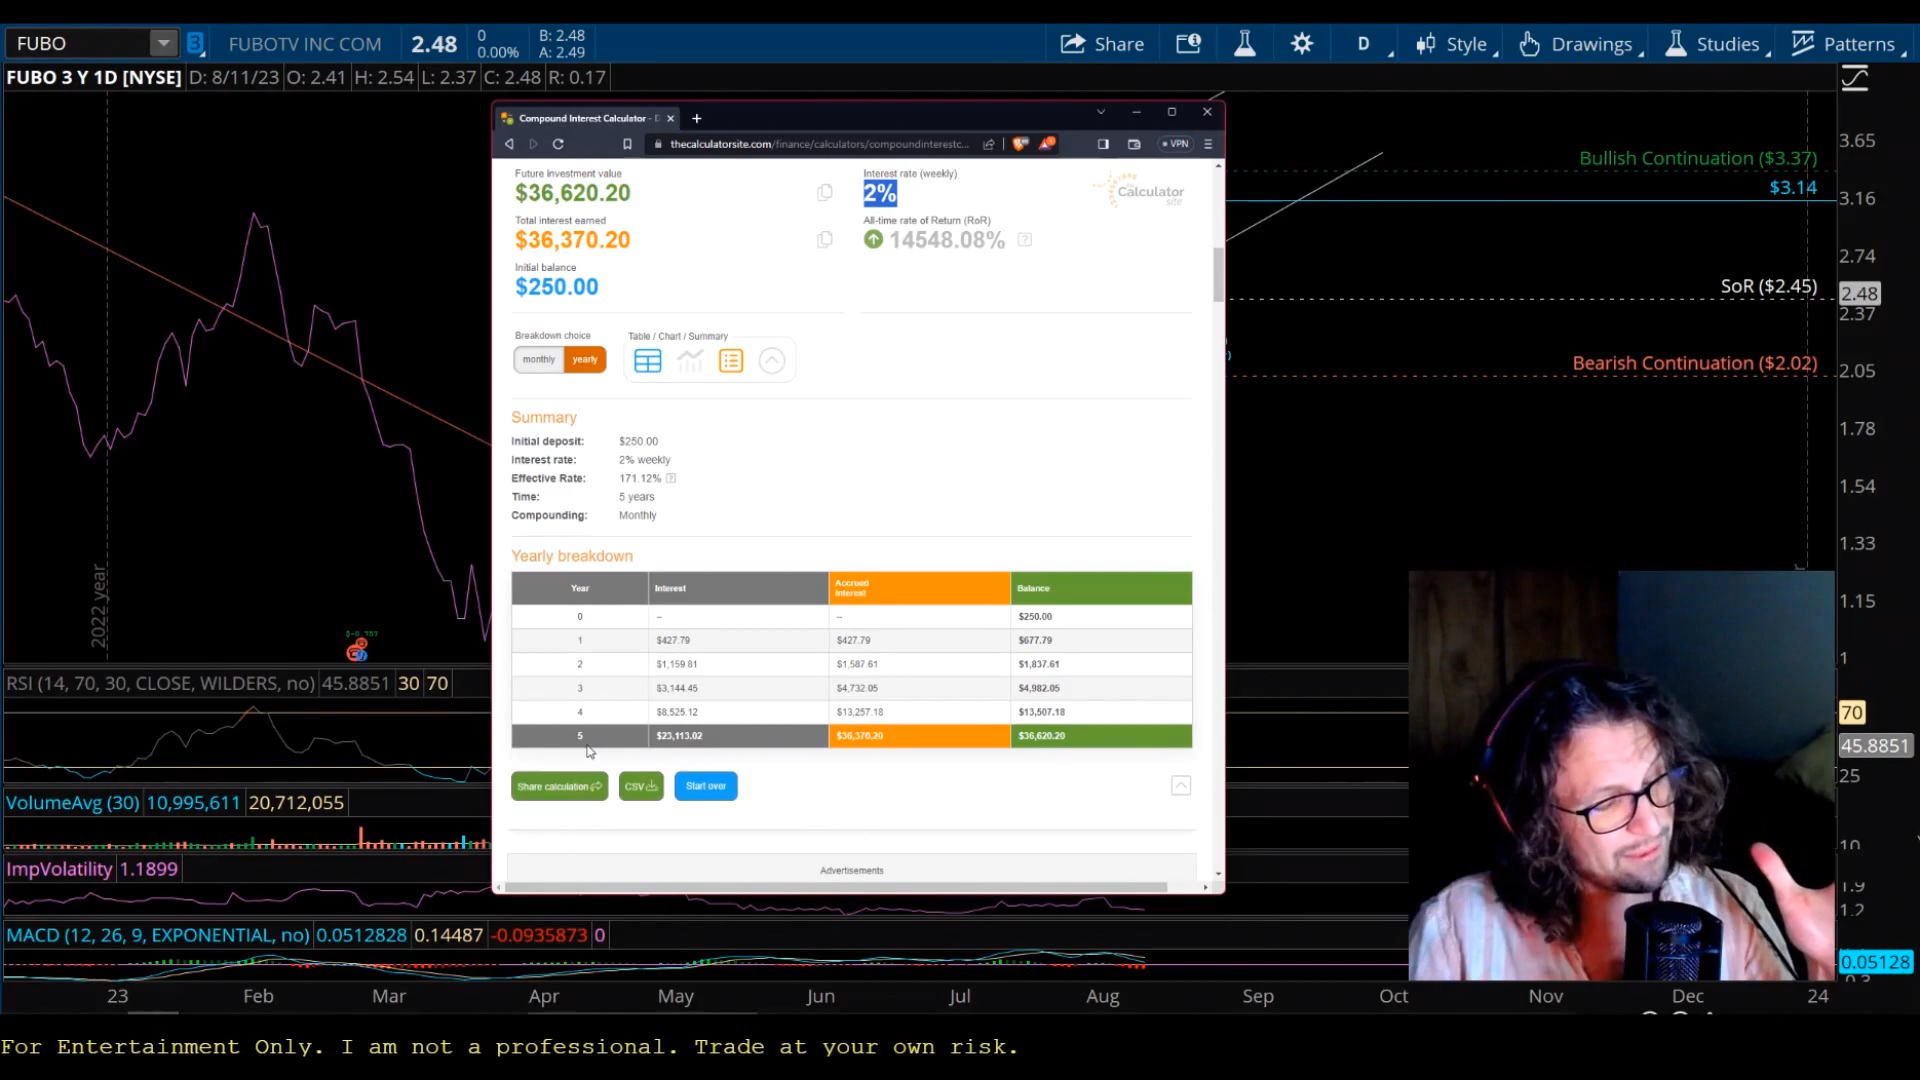 FUBO
3
FUBOTV INC COM
2.48
0
0.00%
B: 2.48
A: 2.49
Share
D
Style
Drawings
Studies
Patterns
FUBO 3 Y 1D [NYSE] D: 8/11/23 O: 2.41 H: 2.54 L: 2.37 C: 2.48 R: 0.17
Compound Interest Calculator - D
thecalculatorsite.com/finance/calculators/compoundinterestc...
VPN
Future investment value
$36,620.20
Interest rate (weekly)
2%
Calculator
site
Total interest earned
$36,370.20
All-time rate of Return (RoR)
14548.08%
Initial balance
$250.00
Breakdown choice
monthly yearly
Table / Chart / Summary
Summary
Initial deposit: $250.00
Interest rate: 2% weekly
Effective Rate: 171.12%
Time: 5 years
Compounding: Monthly
Yearly breakdown
Year Interest Accrued Interest Balance
0 – – $250.00
1 $427.79 $427.79 $677.79
2 $1,159.81 $1,587.61 $1,837.61
3 $3,144.45 $4,732.05 $4,982.05
4 $8,525.12 $13,257.18 $13,507.18
5 $23,113.02 $36,370.20 $36,620.20
Share calculation CSV Start over
Advertisements
Bullish Continuation ($3.37)
$3.14
SoR ($2.45)
Bearish Continuation ($2.02)
3.65
3.16
2.74
2.48
2.37
2.05
1.78
1.54
1.33
1.15
1
2022 year
RSI (14, 70, 30, CLOSE, WILDERS, no) 45.8851 30 70
70
45.8851
25
VolumeAvg (30) 10,995,611 20,712,055
10
ImpVolatility 1.1899
1.9
1.2
MACD (12, 26, 9, EXPONENTIAL, no) 0.0512828 0.14487 -0.0935873 0
0.05128
23 Feb Mar Apr May Jun Jul Aug Sep Oct Nov Dec 24
For Entertainment Only. I am not a professional. Trade at your own risk.